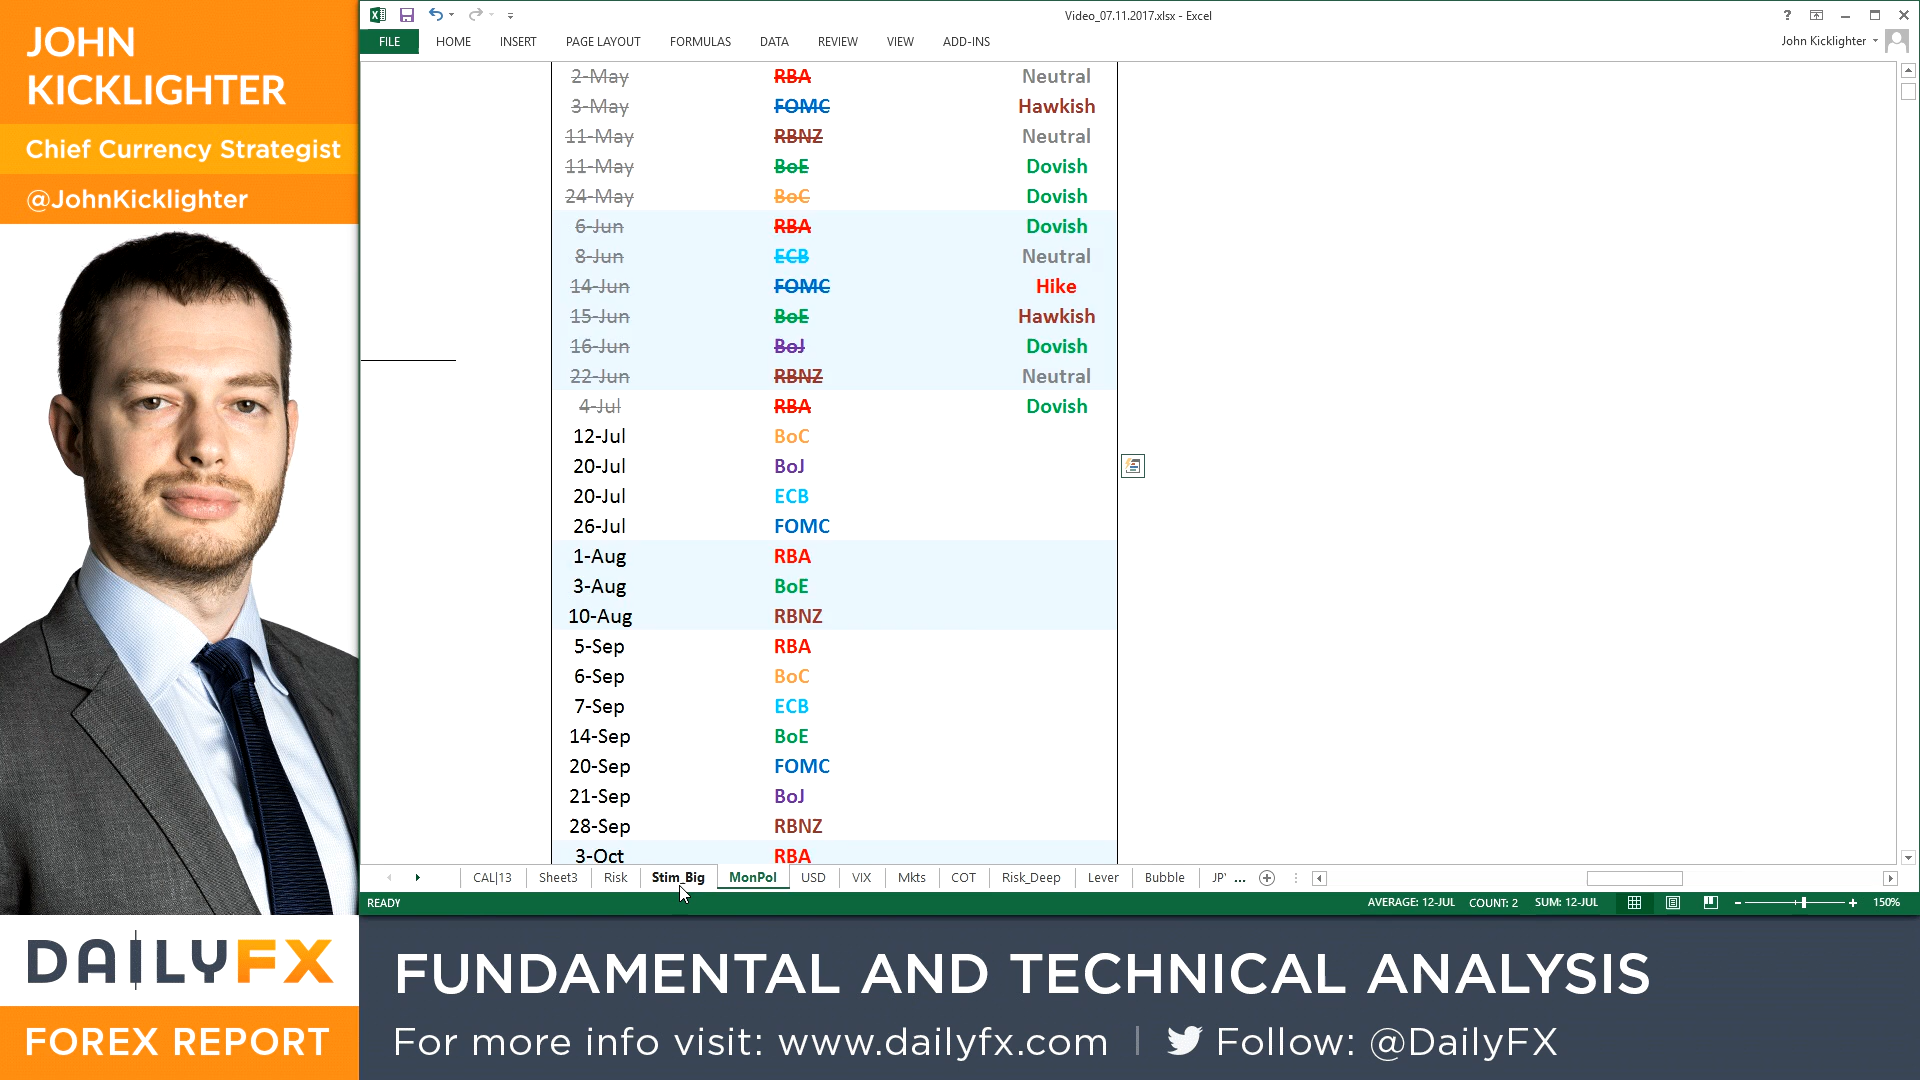 JOHN
KICKLIGHTER
Chief Currency Strategist
@JohnKicklighter
Video_07.11.2017.xlsx - Excel
?
FILE HOME INSERT PAGE LAYOUT FORMULAS DATA REVIEW VIEW ADD-INS John Kicklighter
2-May RBA Neutral
3-May FOMC Hawkish
11-May RBNZ Neutral
11-May BoE Dovish
24-May BoC Dovish
6-Jun RBA Dovish
8-Jun ECB Neutral
14-Jun FOMC Hike
15-Jun BoE Hawkish
16-Jun BoJ Dovish
22-Jun RBNZ Neutral
4-Jul RBA Dovish
12-Jul BoC
20-Jul BoJ
20-Jul ECB
26-Jul FOMC
1-Aug RBA
3-Aug BoE
10-Aug RBNZ
5-Sep RBA
6-Sep BoC
7-Sep ECB
14-Sep BoE
20-Sep FOMC
21-Sep BoJ
28-Sep RBNZ
3-Oct RBA
CAL|13 Sheet3 Risk Stim_Big MonPol USD VIX Mkts COT Risk_Deep Lever Bubble JP' ...
READY AVERAGE: 12-JUL COUNT: 2 SUM: 12-JUL 150%
DAILYFX
FOREX REPORT
FUNDAMENTAL AND TECHNICAL ANALYSIS
For more info visit: www.dailyfx.com | Follow: @DailyFX